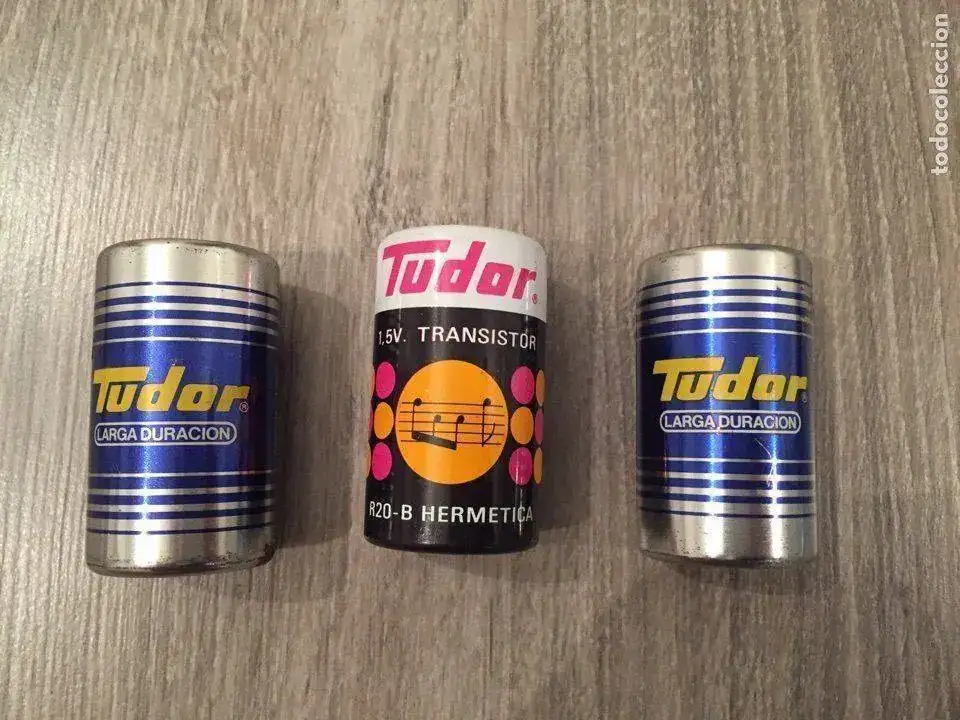 Tudor®
LARGA DURACION
Tudor®
1,5V. TRANSISTOR
R20-B HERMETICA
Tudor®
LARGA DURACION
todocoleccion